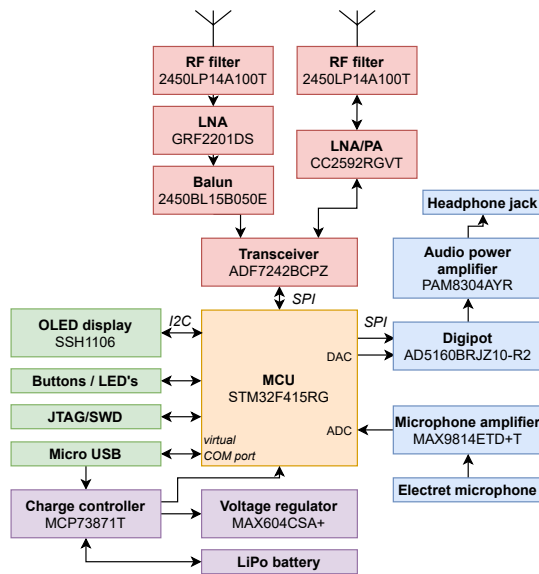 RF filter
2450LP14A100T
RF filter
2450LP14A100T
LNA
GRF2201DS
LNA/PA
CC2592RGVT
Balun
2450BL15B050E
Headphone jack
Transceiver
ADF7242BCPZ
Audio power
amplifier
PAM8304AYR
SPI
OLED display
SSH1106
I2C
SPI
DAC
Digipot
AD5160BRJZ10-R2
MCU
STM32F415RG
Buttons / LED's
JTAG/SWD
ADC
Microphone amplifier
MAX9814ETD+T
Micro USB
virtual
COM port
Electret microphone
Charge controller
MCP73871T
Voltage regulator
MAX604CSA+
LiPo battery